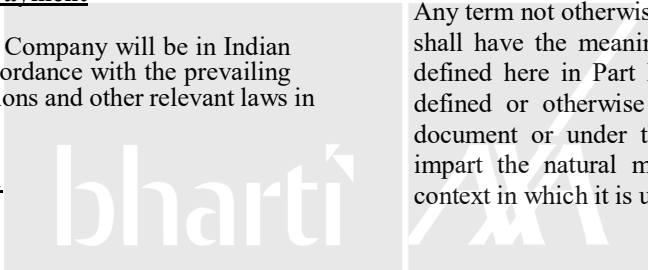 Company will be in Indian
ordance with the prevailing
ons and other relevant laws in
bharti
Any term not otherwis
shall have the meanin
defined here in Part
defined or otherwise
document or under t
impart the natural m
context in which it is u
AXA